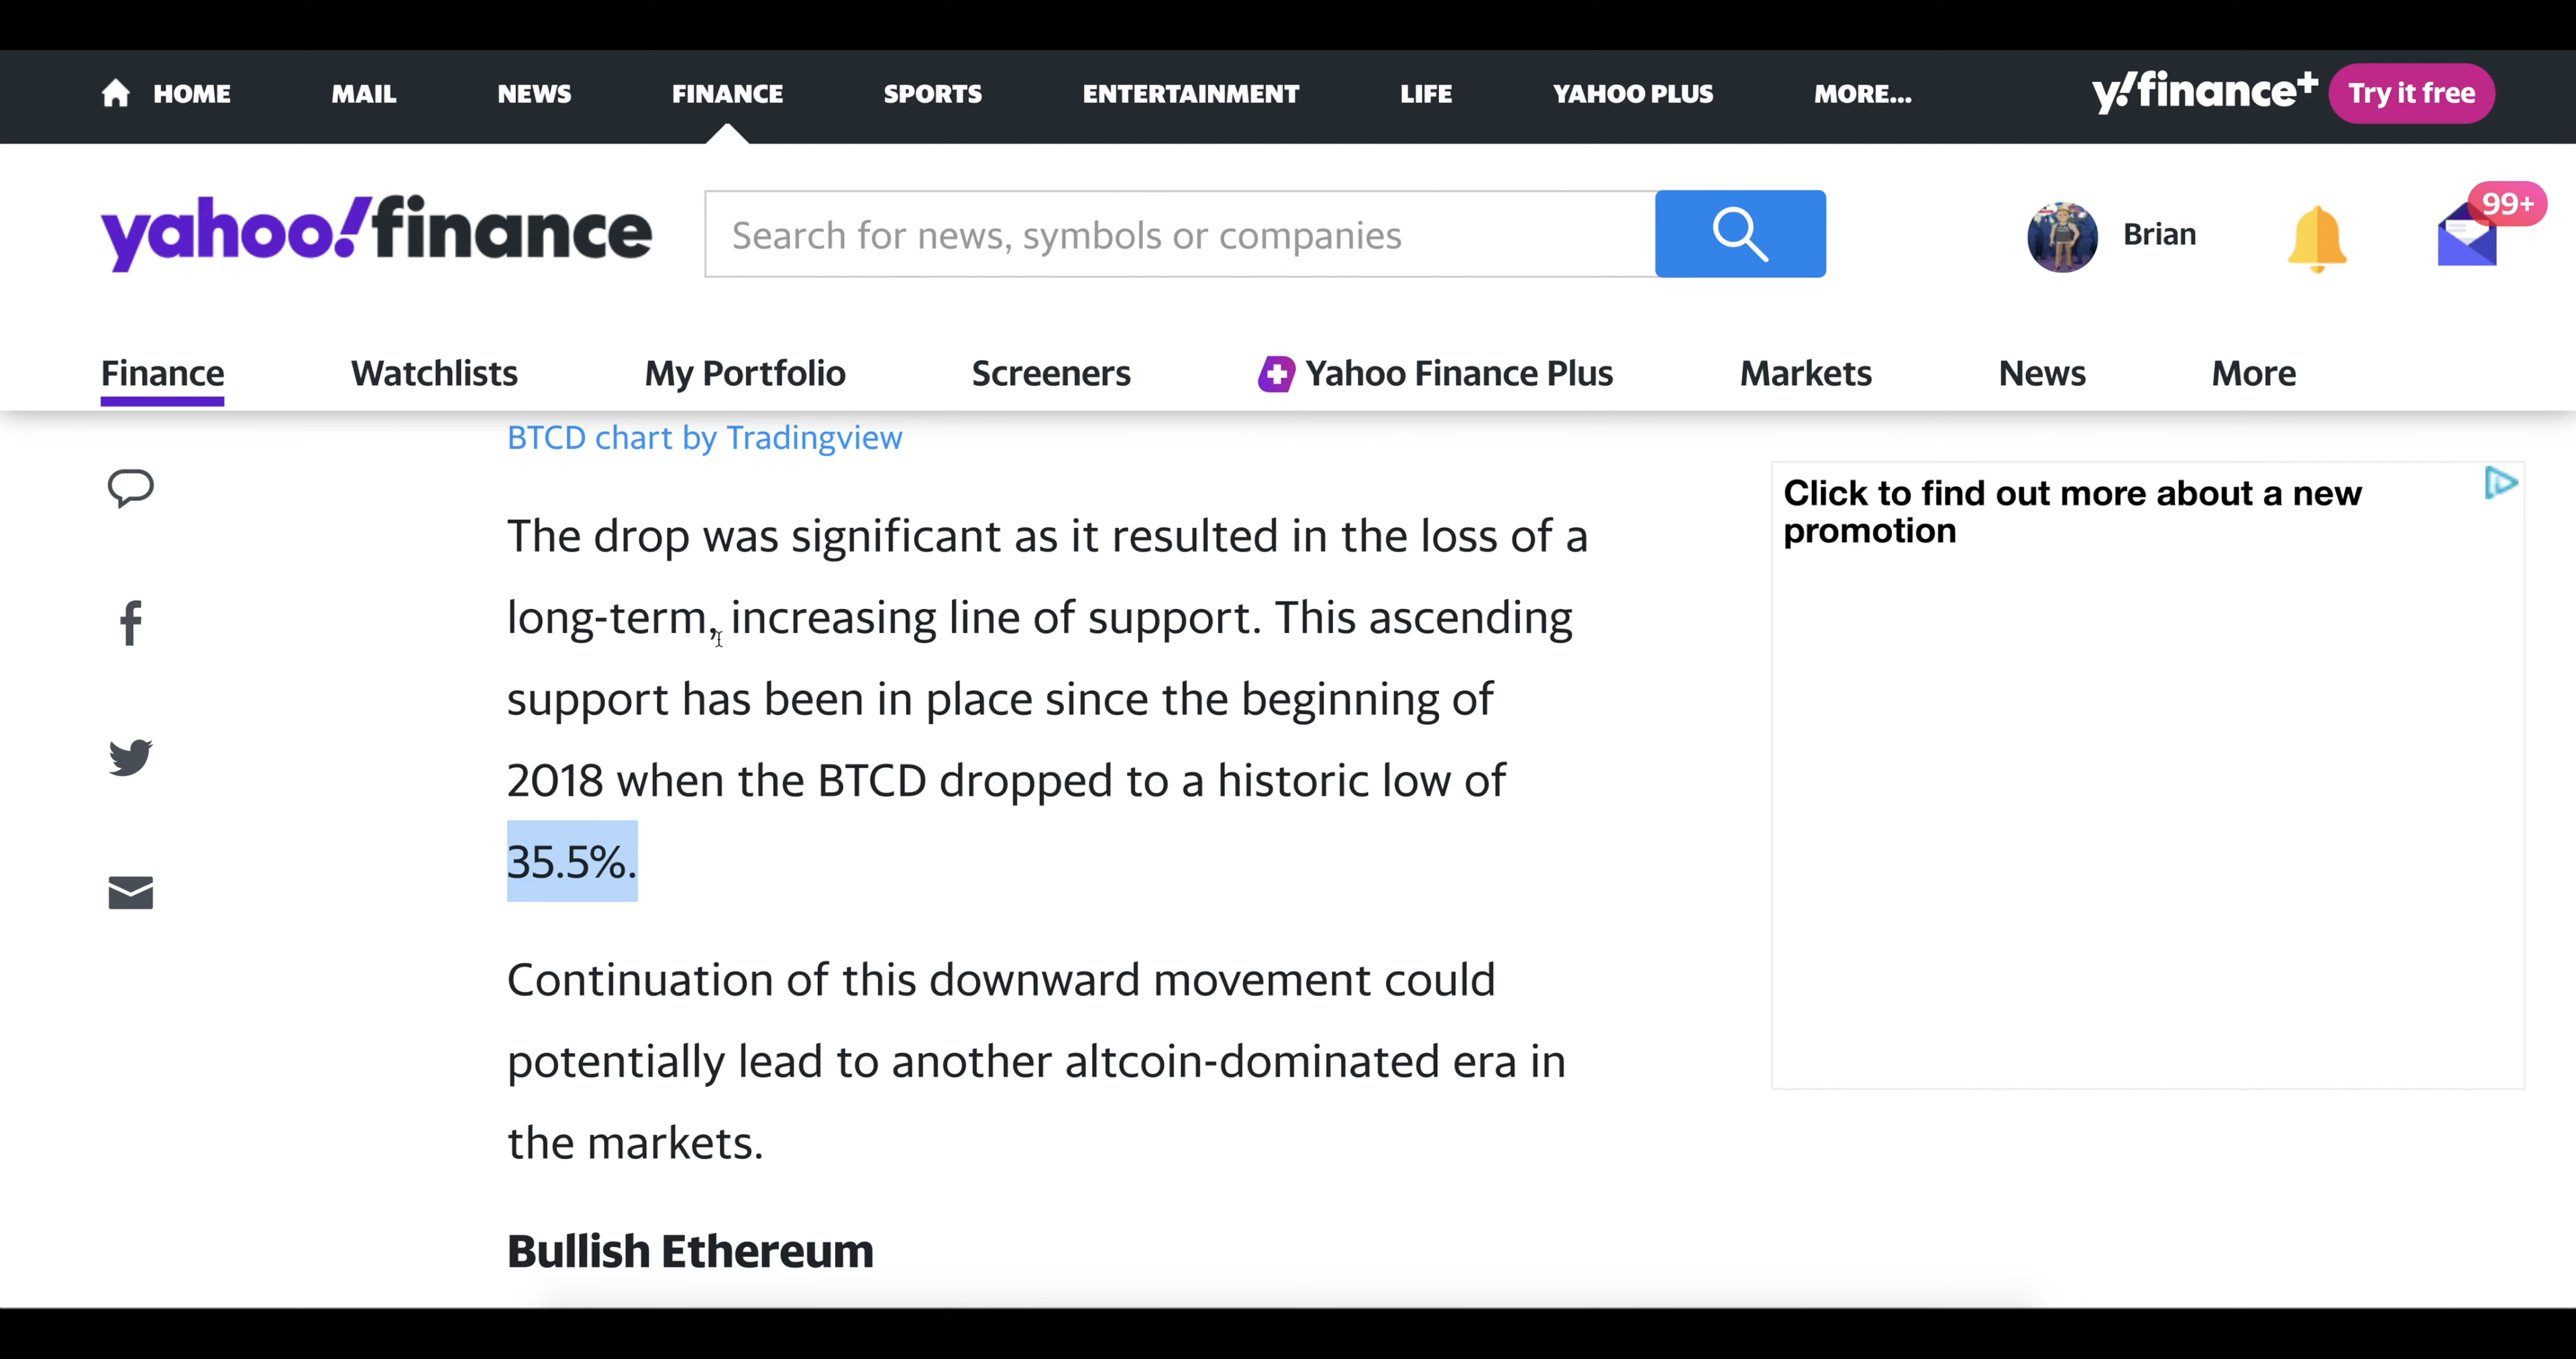 HOME MAIL NEWS FINANCE SPORTS ENTERTAINMENT LIFE YAHOO PLUS MORE... y!finance+ Try it free
yahoo!finance Search for news, symbols or companies Brian 99+
Finance Watchlists My Portfolio Screeners Yahoo Finance Plus Markets News More
BTCD chart by Tradingview
The drop was significant as it resulted in the loss of a
long-term, increasing line of support. This ascending
support has been in place since the beginning of
2018 when the BTCD dropped to a historic low of
35.5%.
Continuation of this downward movement could
potentially lead to another altcoin-dominated era in
the markets.
Bullish Ethereum
Click to find out more about a new
promotion